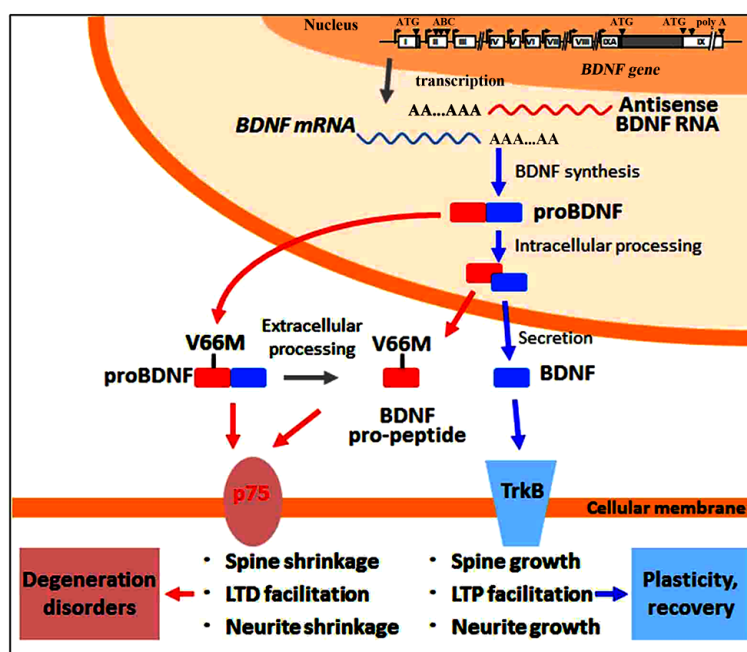 Nucleus
ATG ABC ATG ATG poly A
I II III IV V VI VII VIII IXA IX
BDNF gene
transcription
AA...AAA
Antisense
BDNF RNA
BDNF mRNA
AAA...AA
BDNF synthesis
proBDNF
Intracellular processing
Extracellular
processing
V66M
V66M
Secretion
proBDNF
BDNF
BDNF
pro-peptide
p75
TrkB
Cellular membrane
Degeneration
disorders
• Spine shrinkage
• LTD facilitation
• Neurite shrinkage
• Spine growth
• LTP facilitation
• Neurite growth
Plasticity,
recovery